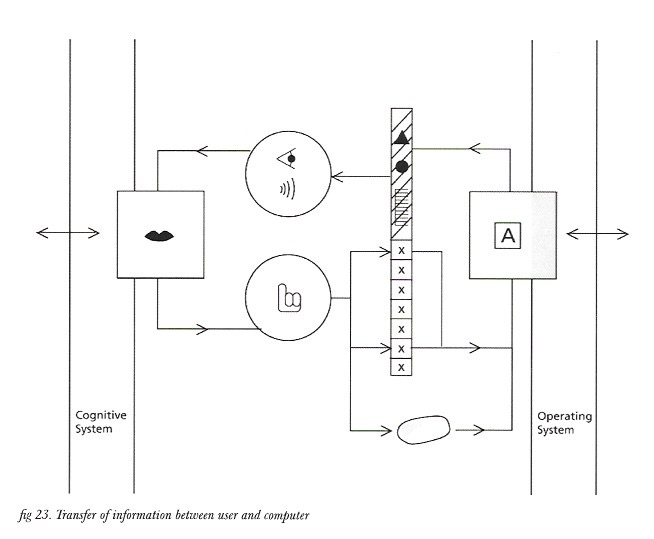 A
x
x
x
x
x
x
x
Cognitive
System
Operating
System
fig 23. Transfer of information between user and computer